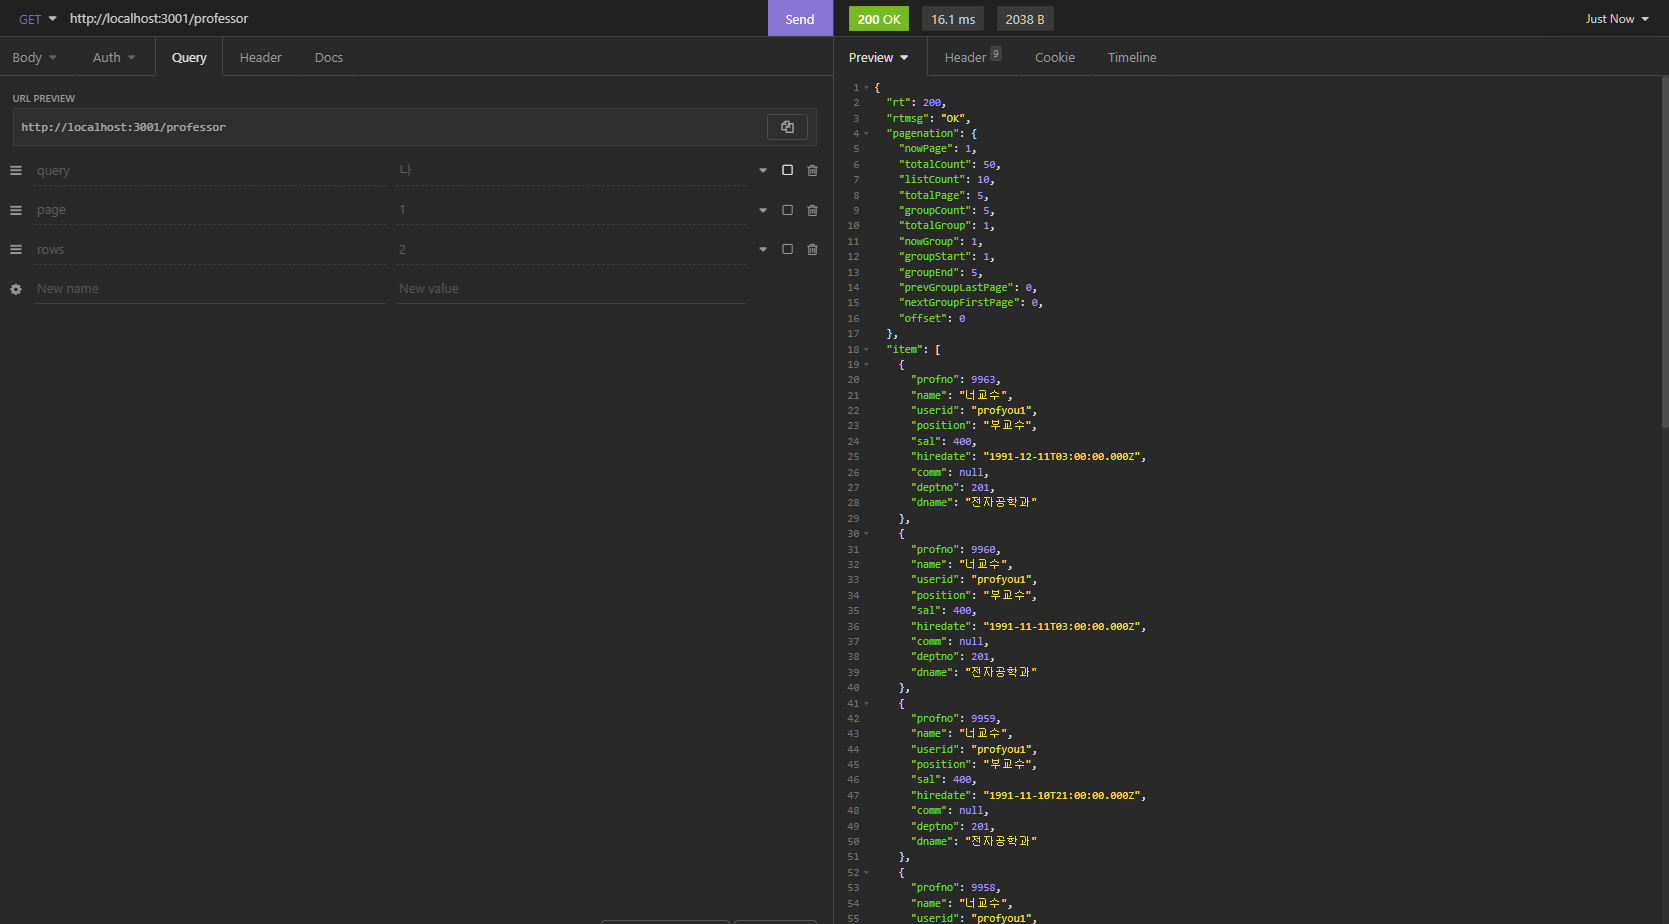 GET http://localhost:3001/professor Send 200 OK 16.1 ms 2038 B Just Now
Body Auth Query Header Docs Preview Header 9 Cookie Timeline
URL PREVIEW
http://localhost:3001/professor
query 나
page 1
rows 2
New name New value
1 {
2 "rt": 200,
3 "rtmsg": "OK",
4 "pagenation": {
5 "nowPage": 1,
6 "totalCount": 50,
7 "listCount": 10,
8 "totalPage": 5,
9 "groupCount": 5,
10 "totalGroup": 1,
11 "nowGroup": 1,
12 "groupStart": 1,
13 "groupEnd": 5,
14 "prevGroupLastPage": 0,
15 "nextGroupFirstPage": 0,
16 "offset": 0
17 },
18 "item": [
19 {
20 "profno": 9963,
21 "name": "너교수",
22 "userid": "profyou1",
23 "position": "부교수",
24 "sal": 400,
25 "hiredate": "1991-12-11T03:00:00.000Z",
26 "comm": null,
27 "deptno": 201,
28 "dname": "전자공학과"
29 },
30 {
31 "profno": 9960,
32 "name": "너교수",
33 "userid": "profyou1",
34 "position": "부교수",
35 "sal": 400,
36 "hiredate": "1991-11-11T03:00:00.000Z",
37 "comm": null,
38 "deptno": 201,
39 "dname": "전자공학과"
40 },
41 {
42 "profno": 9959,
43 "name": "너교수",
44 "userid": "profyou1",
45 "position": "부교수",
46 "sal": 400,
47 "hiredate": "1991-11-10T21:00:00.000Z",
48 "comm": null,
49 "deptno": 201,
50 "dname": "전자공학과"
51 },
52 {
53 "profno": 9958,
54 "name": "너교수",
55 "userid": "profyou1",